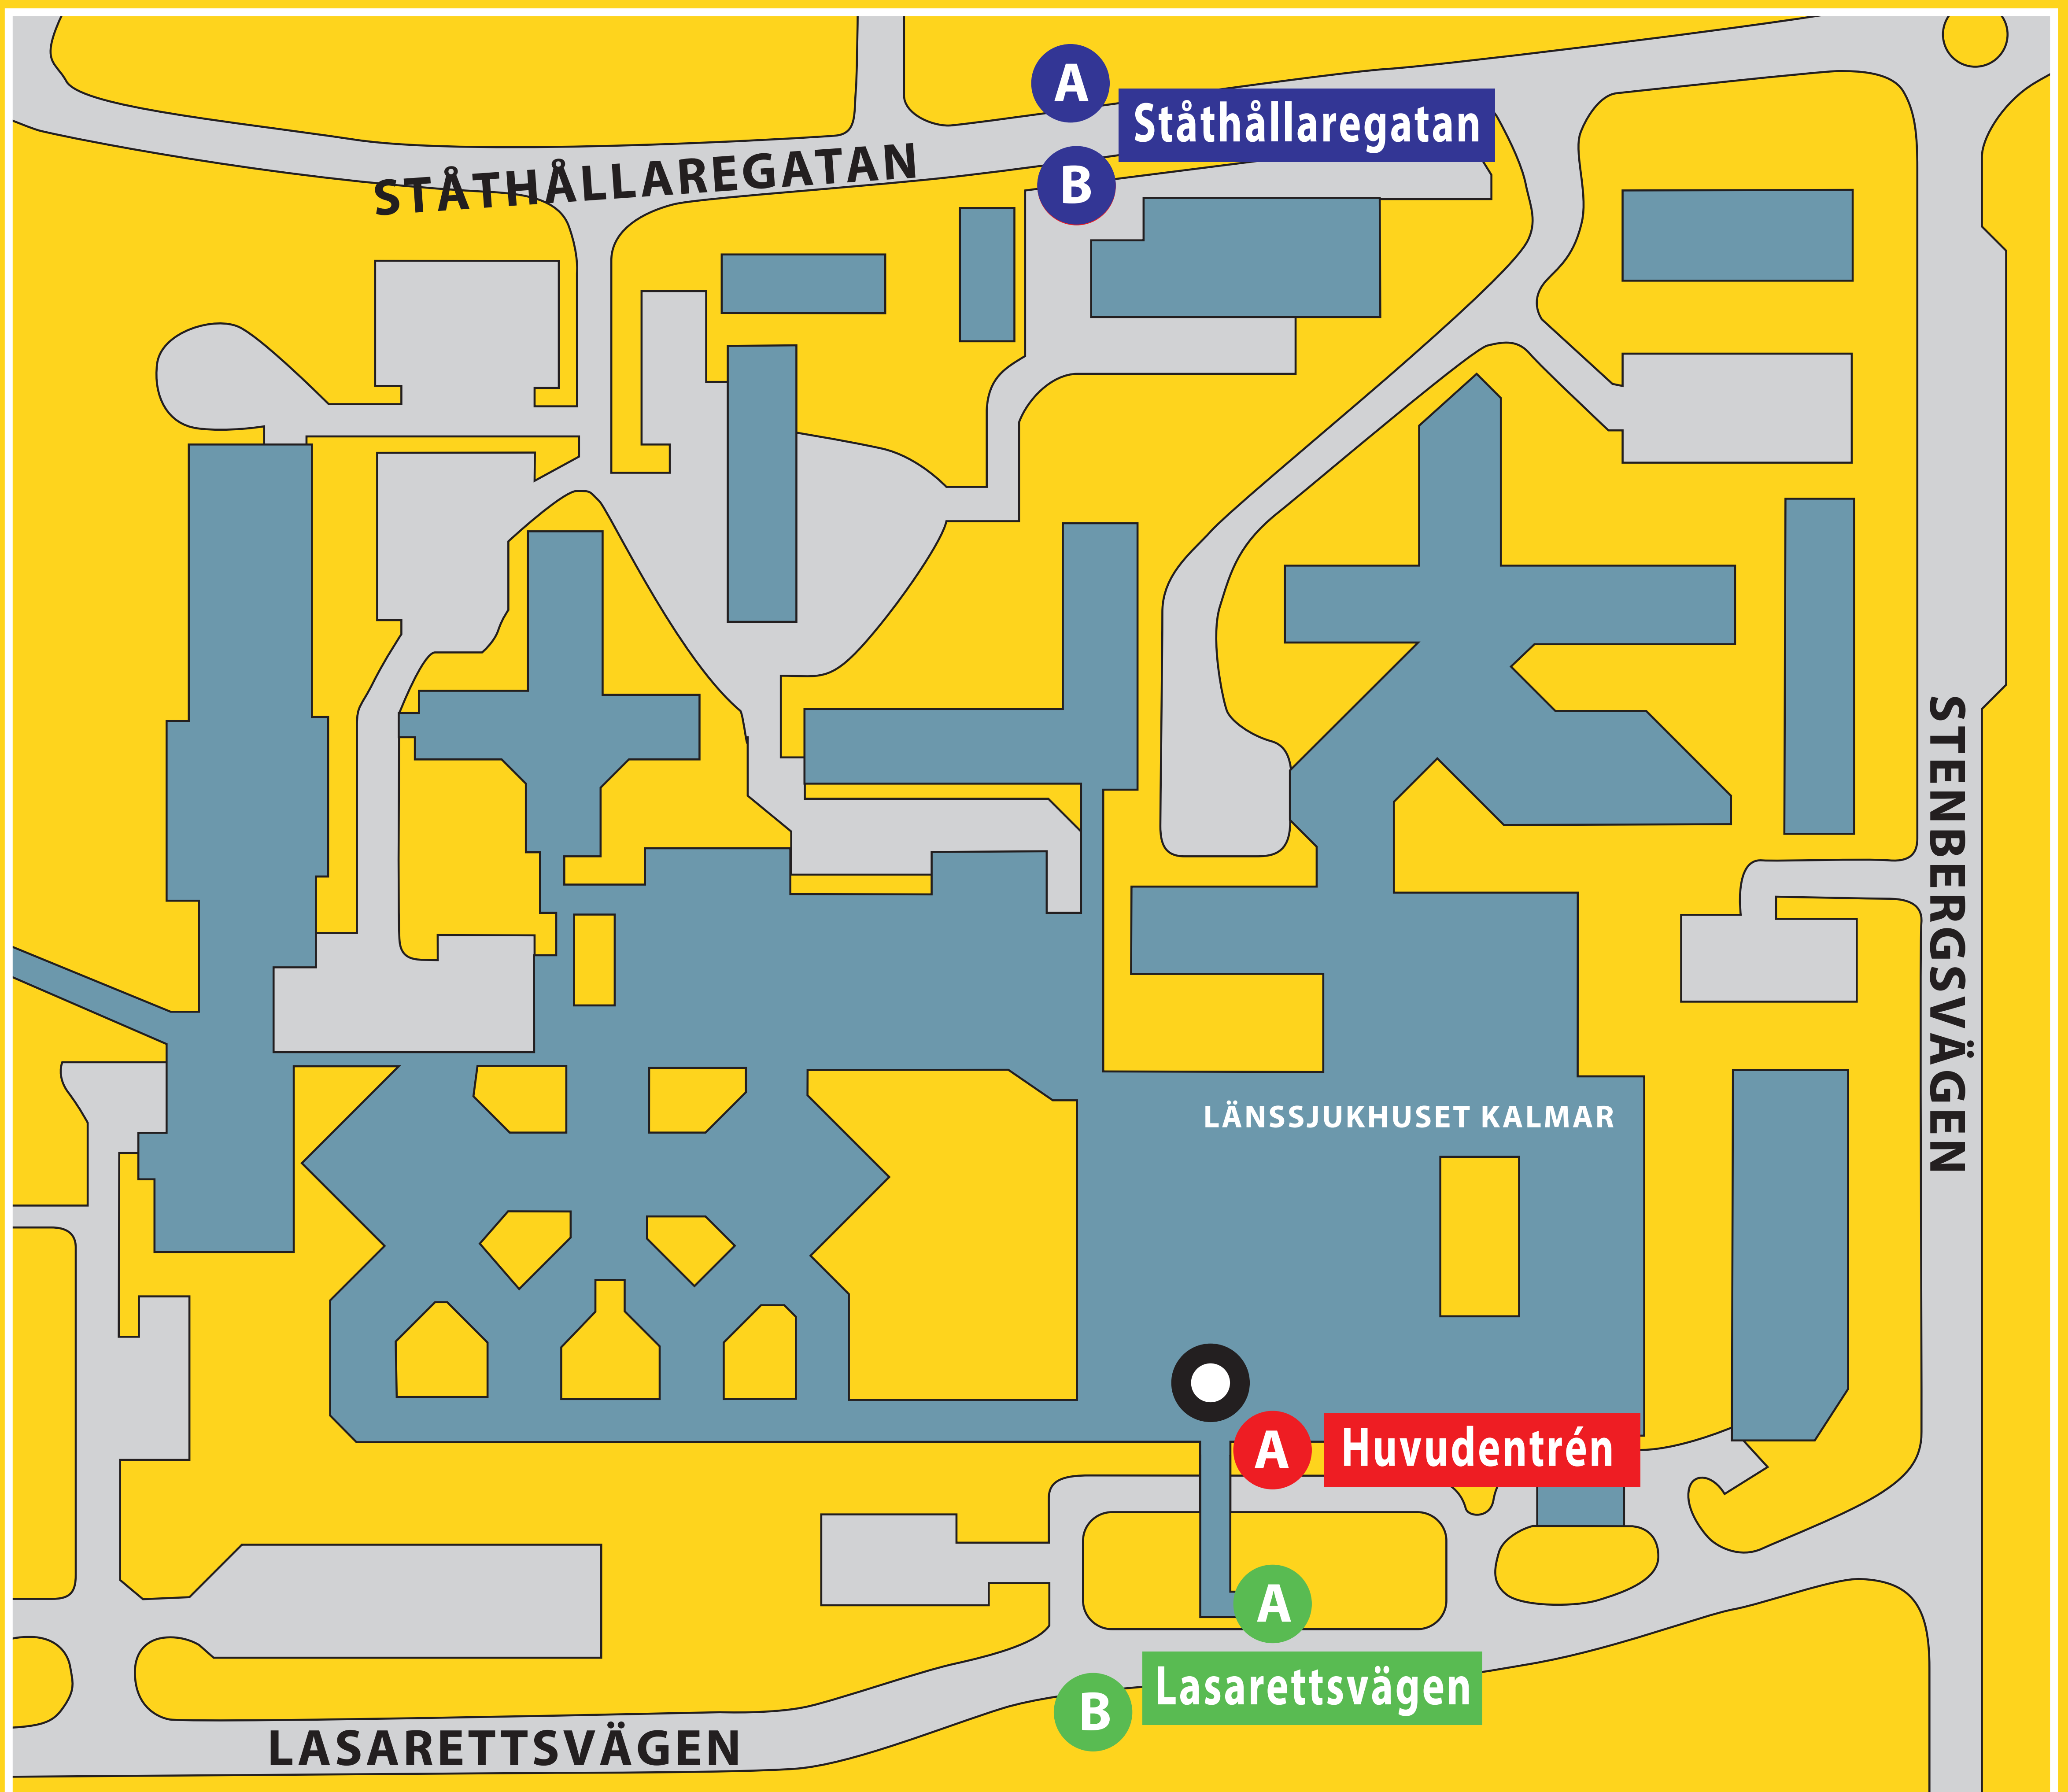 A
Ståthållaregatan
STÅTHÅLLAREGATAN
B
STENBERGSVÄGEN
LÄNSSJUKHUSET KALMAR
A
Huvudentrén
A
Lasarettsvägen
B
LASARETTSVÄGEN